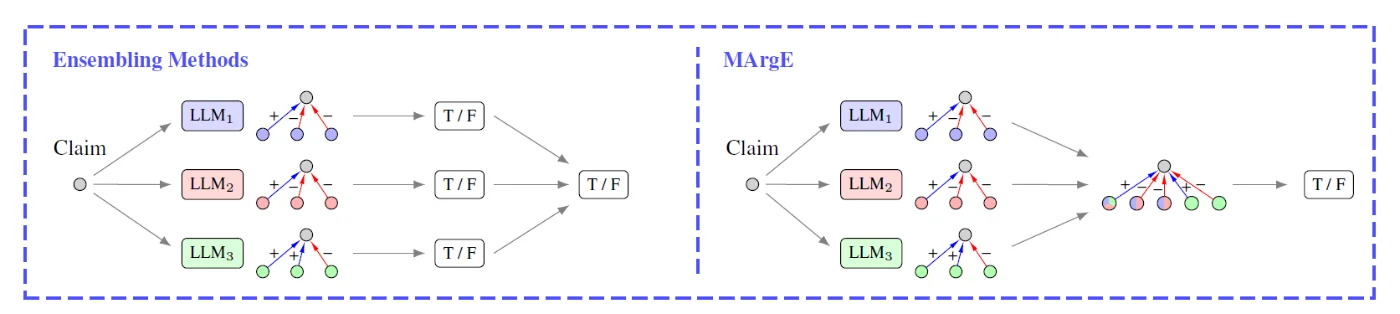 Ensembling Methods
Claim
LLM₁
+ − −
T / F
LLM₂
+ − −
T / F
T / F
LLM₃
+ + −
T / F
MArgE
Claim
LLM₁
+ − −
LLM₂
+ − −
LLM₃
+ + −
+ − − + −
T / F